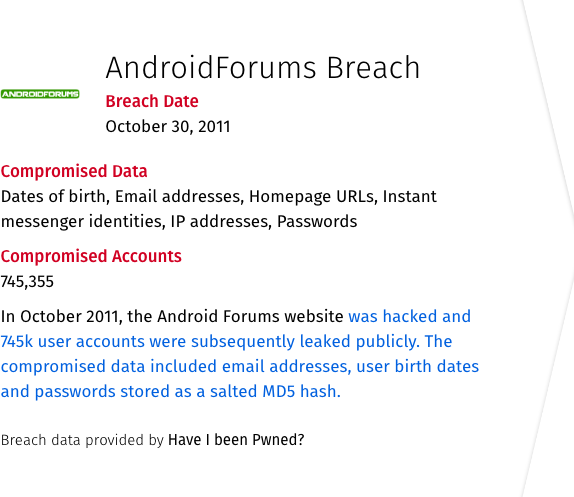 AndroidForums Breach
ANDROIDFORUMS
Breach Date
October 30, 2011
Compromised Data
Dates of birth, Email addresses, Homepage URLs, Instant
messenger identities, IP addresses, Passwords
Compromised Accounts
745,355
In October 2011, the Android Forums website was hacked and
745k user accounts were subsequently leaked publicly. The
compromised data included email addresses, user birth dates
and passwords stored as a salted MD5 hash.
Breach data provided by Have I been Pwned?